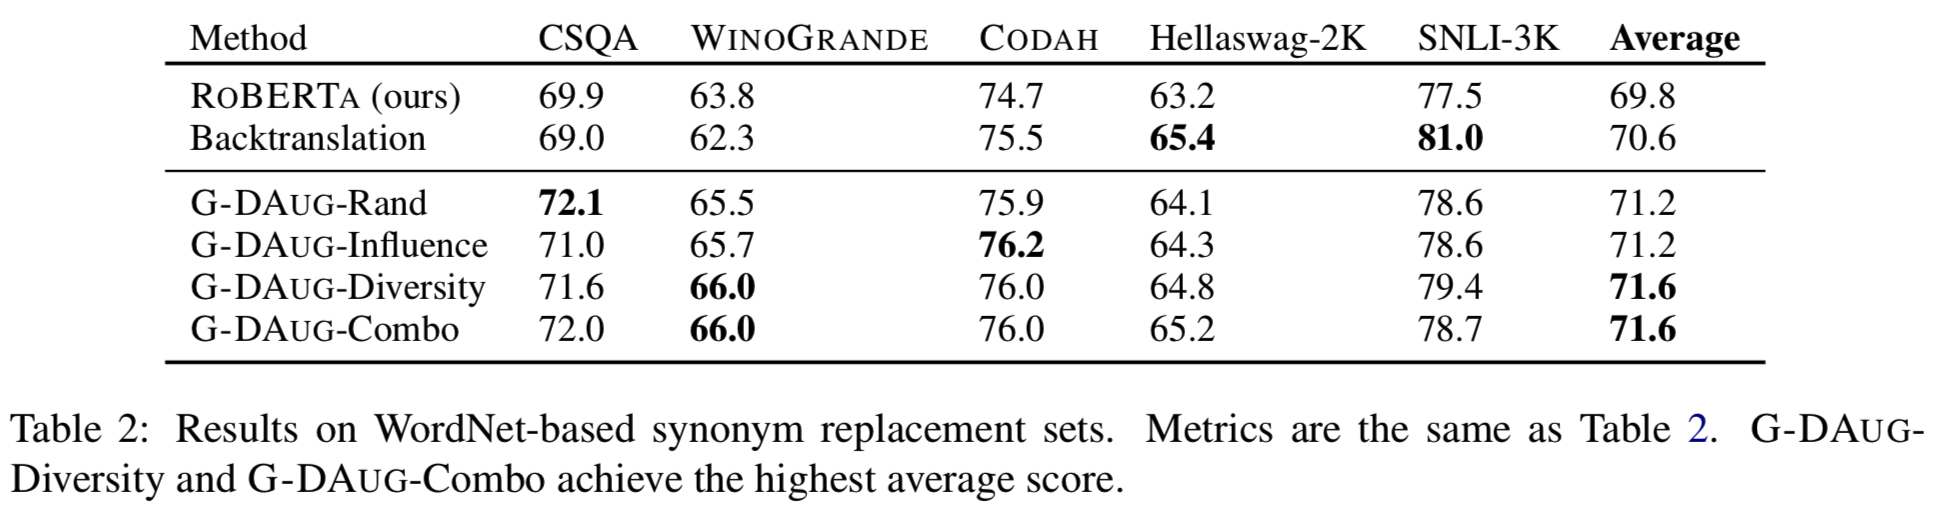 Method CSQA WINOGRANDE CODAH Hellaswag-2K SNLI-3K Average
ROBERTA (ours) 69.9 63.8 74.7 63.2 77.5 69.8
Backtranslation 69.0 62.3 75.5 65.4 81.0 70.6
G-DAUG-Rand 72.1 65.5 75.9 64.1 78.6 71.2
G-DAUG-Influence 71.0 65.7 76.2 64.3 78.6 71.2
G-DAUG-Diversity 71.6 66.0 76.0 64.8 79.4 71.6
G-DAUG-Combo 72.0 66.0 76.0 65.2 78.7 71.6
Table 2: Results on WordNet-based synonym replacement sets. Metrics are the same as Table 2. G-DAUG-
Diversity and G-DAUG-Combo achieve the highest average score.